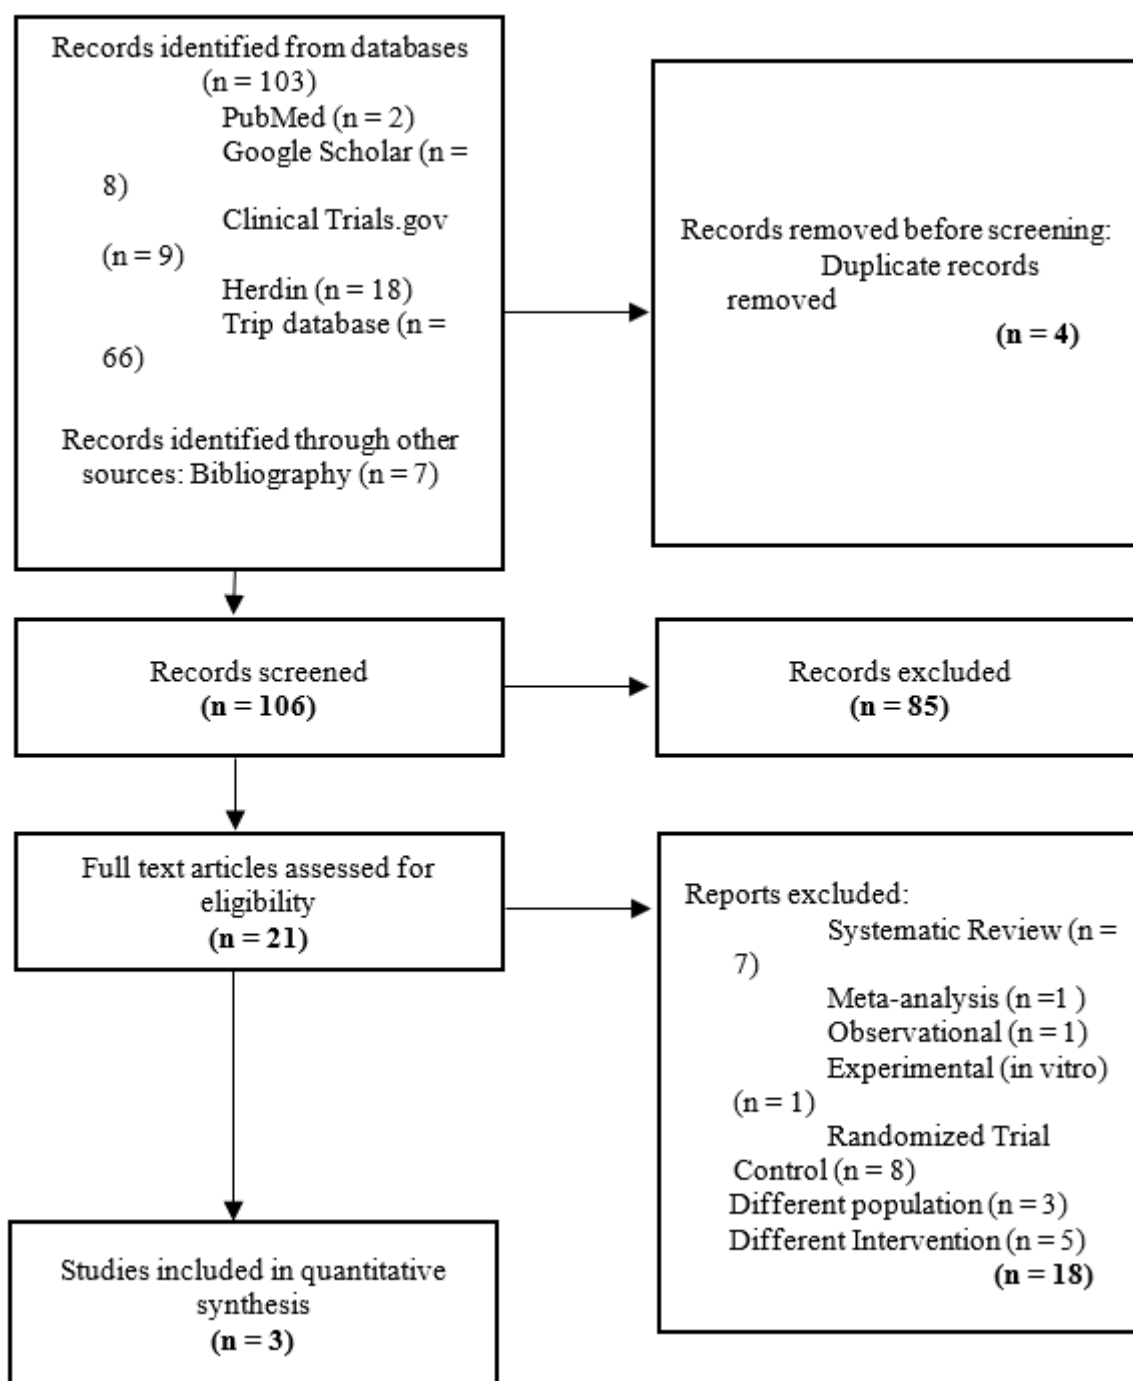 Records identified from databases
(n = 103)
PubMed (n = 2)
Google Scholar (n =
8)
Clinical Trials.gov
(n = 9)
Herdin (n = 18)
Trip database (n =
66)
Records identified through other
sources: Bibliography (n = 7)
Records removed before screening:
Duplicate records
removed
(n = 4)
Records screened
(n = 106)
Records excluded
(n = 85)
Full text articles assessed for
eligibility
(n = 21)
Reports excluded:
Systematic Review (n =
7)
Meta-analysis (n =1 )
Observational (n = 1)
Experimental (in vitro)
(n = 1)
Randomized Trial
Control (n = 8)
Different population (n = 3)
Different Intervention (n = 5)
(n = 18)
Studies included in quantitative
synthesis
(n = 3)